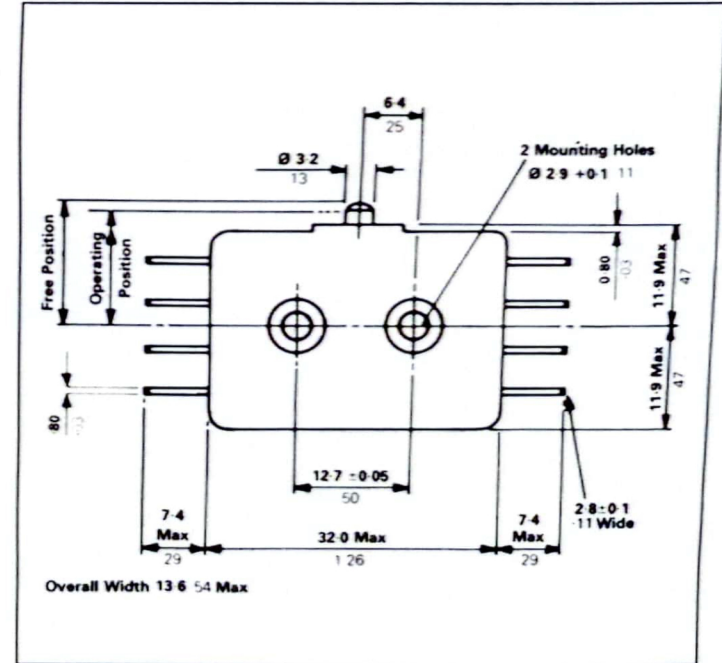 6·4
25
Ø 3·2
13
2 Mounting Holes
Ø 2·9 +0·1 11
Free Position
Operating
Position
0·80
·03
11·9 Max
47
11·9 Max
47
·80
·03
12·7 ±0·05
50
2·8±0·1
·11 Wide
7·4
Max
29
32·0 Max
1 26
7·4
Max
29
Overall Width 13·6 54 Max